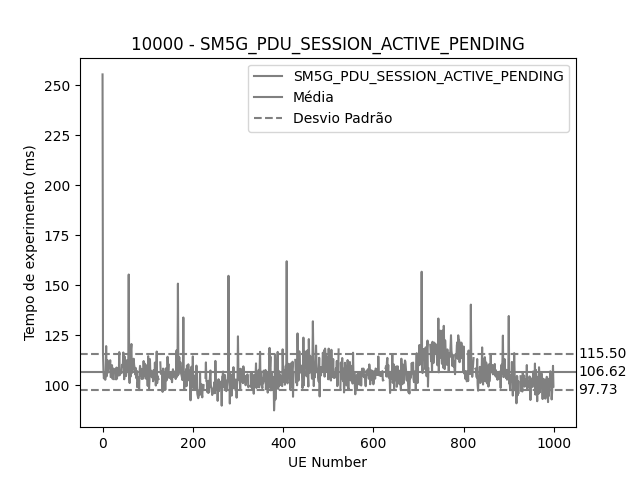 10000 - SM5G_PDU_SESSION_ACTIVE_PENDING
SM5G_PDU_SESSION_ACTIVE_PENDING
Média
Desvio Padrão
Tempo de experimento (ms)
250
225
200
175
150
125
100
115.50
106.62
97.73
0 200 400 600 800 1000
UE Number